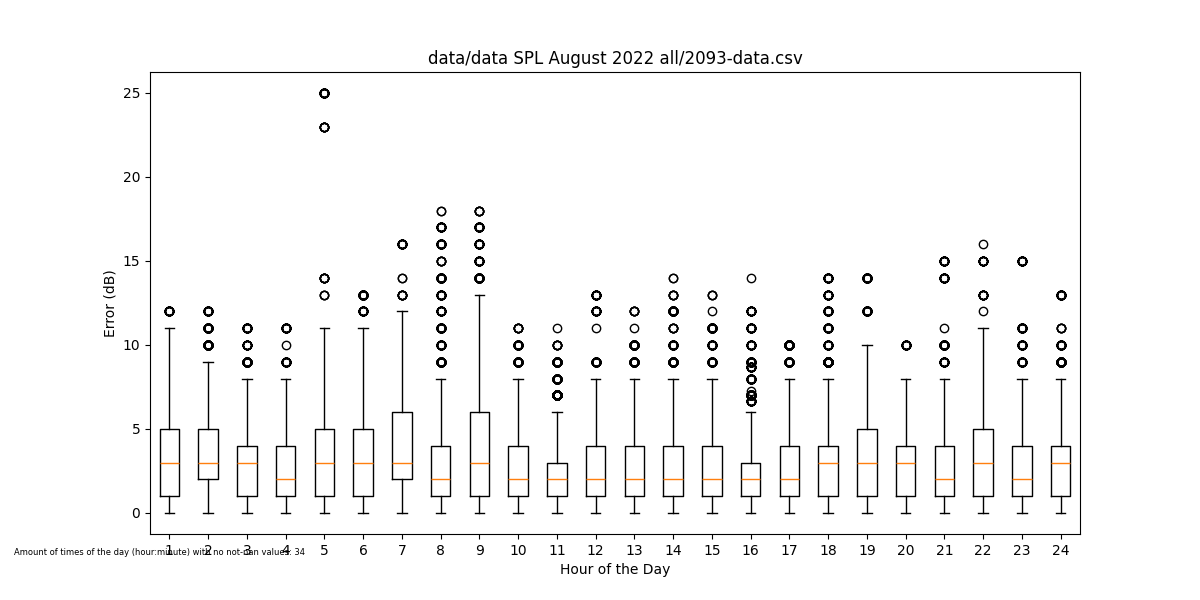 data/data SPL August 2022 all/2093-data.csv
Error (dB)
25
20
15
10
5
0
1 2 3 4 5 6 7 8 9 10 11 12 13 14 15 16 17 18 19 20 21 22 23 24
Amount of times of the day (hour:minute) with no not-nan values: 34
Hour of the Day